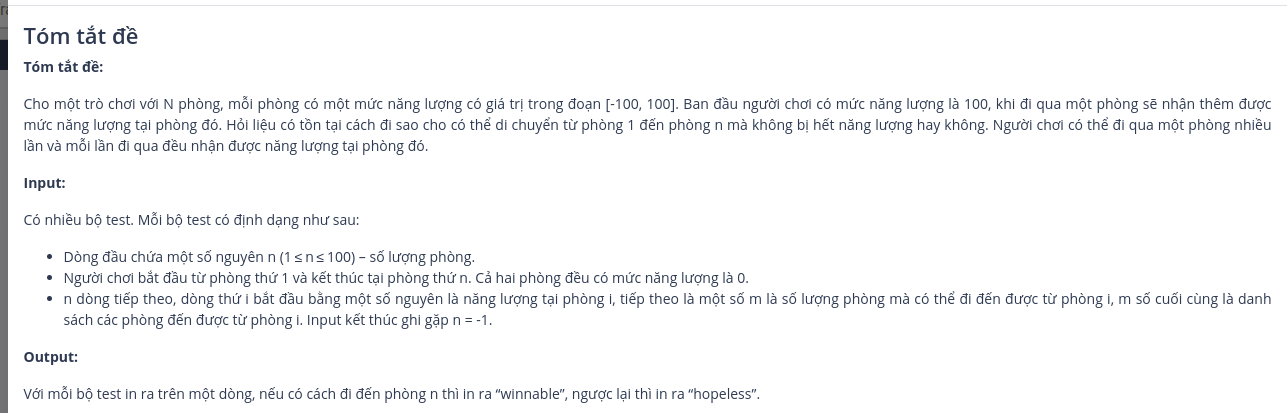 Tóm tắt đề
Tóm tắt đề:
Cho một trò chơi với N phòng, mỗi phòng có một mức năng lượng có giá trị trong đoạn [-100, 100]. Ban đầu người chơi có mức năng lượng là 100, khi đi qua một phòng sẽ nhận thêm được
mức năng lượng tại phòng đó. Hỏi liệu có tồn tại cách đi sao cho có thể di chuyển từ phòng 1 đến phòng n mà không bị hết năng lượng hay không. Người chơi có thể đi qua một phòng nhiều
lần và mỗi lần đi qua đều nhận được năng lượng tại phòng đó.
Input:
Có nhiều bộ test. Mỗi bộ test có định dạng như sau:
• Dòng đầu chứa một số nguyên n (1 ≤ n ≤ 100) – số lượng phòng.
• Người chơi bắt đầu từ phòng thứ 1 và kết thúc tại phòng thứ n. Cả hai phòng đều có mức năng lượng là 0.
• n dòng tiếp theo, dòng thứ i bắt đầu bằng một số nguyên là năng lượng tại phòng i, tiếp theo là một số m là số lượng phòng mà có thể đi đến được từ phòng i, m số cuối cùng là danh
sách các phòng đến được từ phòng i. Input kết thúc ghi gặp n = -1.
Output:
Với mỗi bộ test in ra trên một dòng, nếu có cách đi đến phòng n thì in ra “winnable”, ngược lại thì in ra “hopeless”.